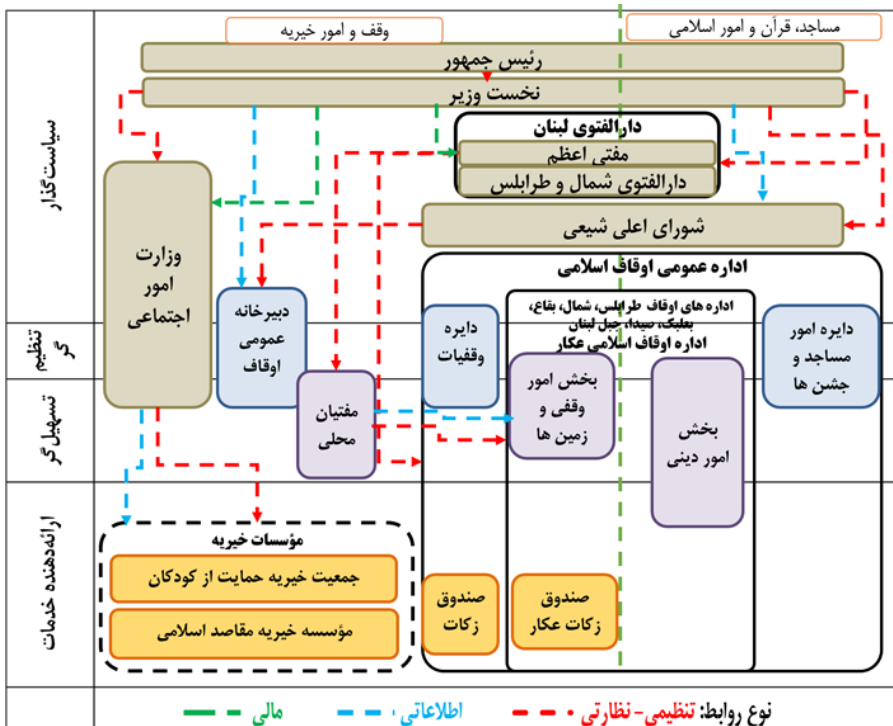 مساجد، قرآن و امور اسلامی
وقف و امور خیریه
رئیس جمهور
نخست وزیر
سیاست‌گذار
دارالفتوی لبنان
مفتی اعظم
دارالفتوی شمال و طرابلس
شورای اعلی شیعی
وزارت
امور
اجتماعی
اداره عمومی اوقاف اسلامی
اداره های اوقاف طرابلس، شمال، بقاع،
بعلبک، صیدا، جبل لبنان
اداره اوقاف اسلامی عکار
دایره امور
مساجد و
جشن ها
دایره
وقفیات
دبیرخانه
عمومی
اوقاف
تنظیم
گر
بخش امور
وقفی و
زمین ها
بخش
امور دینی
مفتیان
محلی
تسهیل‌گر
ارائه‌دهنده خدمات
مؤسسات خیریه
جمعیت خیریه حمایت از کودکان
مؤسسه خیریه مقاصد اسلامی
صندوق
زکات عکار
صندوق
زکات
نوع روابط: تنظیمی- نظارتی
اطلاعاتی
مالی